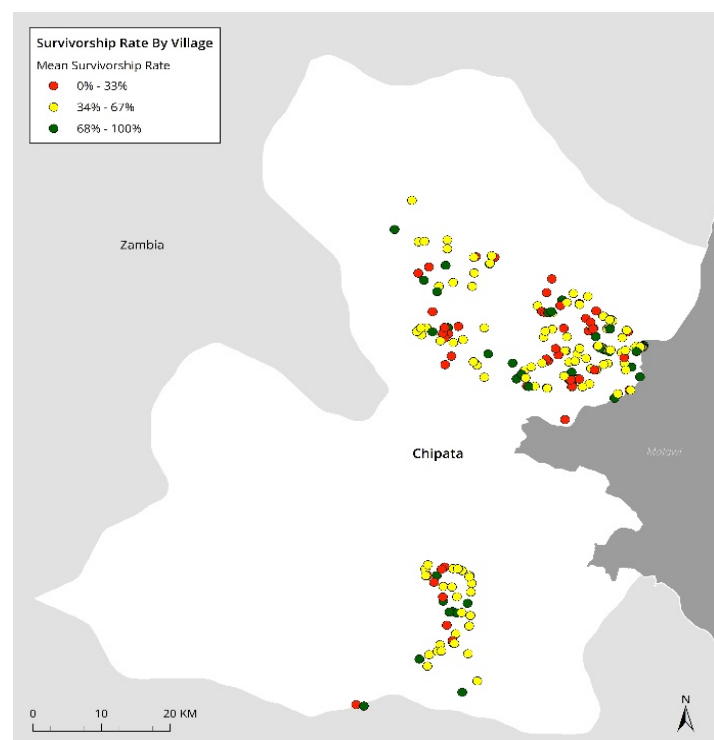 Survivorship Rate By Village
Mean Survivorship Rate
0% - 33%
34% - 67%
68% - 100%
Zambia
Malawi
Chipata
N
0 10 20 KM